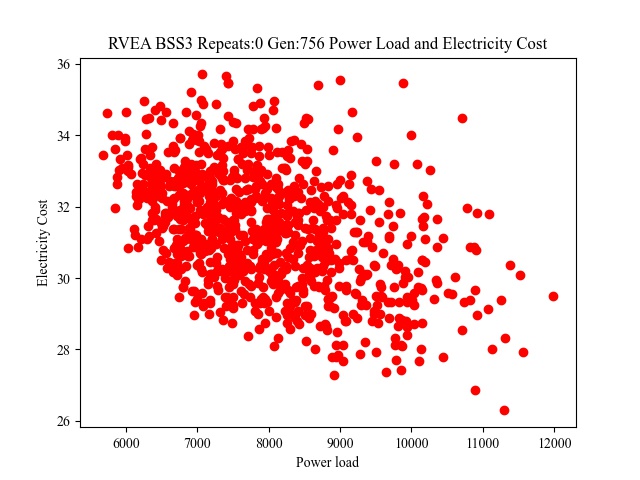 RVEA BSS3 Repeats:0 Gen:756 Power Load and Electricity Cost
36
34
32
30
28
26
Electricity Cost
6000 7000 8000 9000 10000 11000 12000
Power load